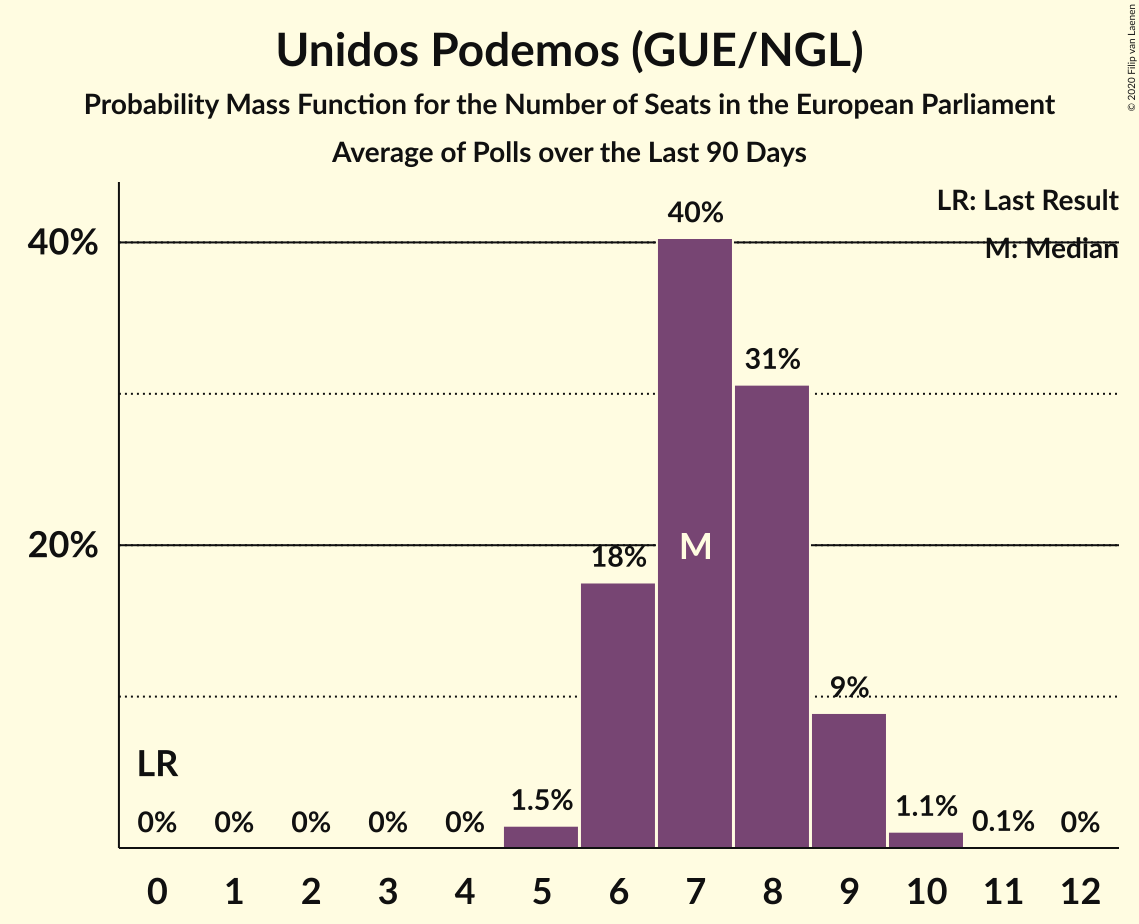 Unidos Podemos (GUE/NGL)
Probability Mass Function for the Number of Seats in the European Parliament
Average of Polls over the Last 90 Days
© 2020 Filip van Laenen
LR: Last Result
M: Median
40%
20%
40%
31%
18%
M
9%
LR
0% 0% 0% 0% 0% 1.5% 1.1% 0.1% 0%
0 1 2 3 4 5 6 7 8 9 10 11 12